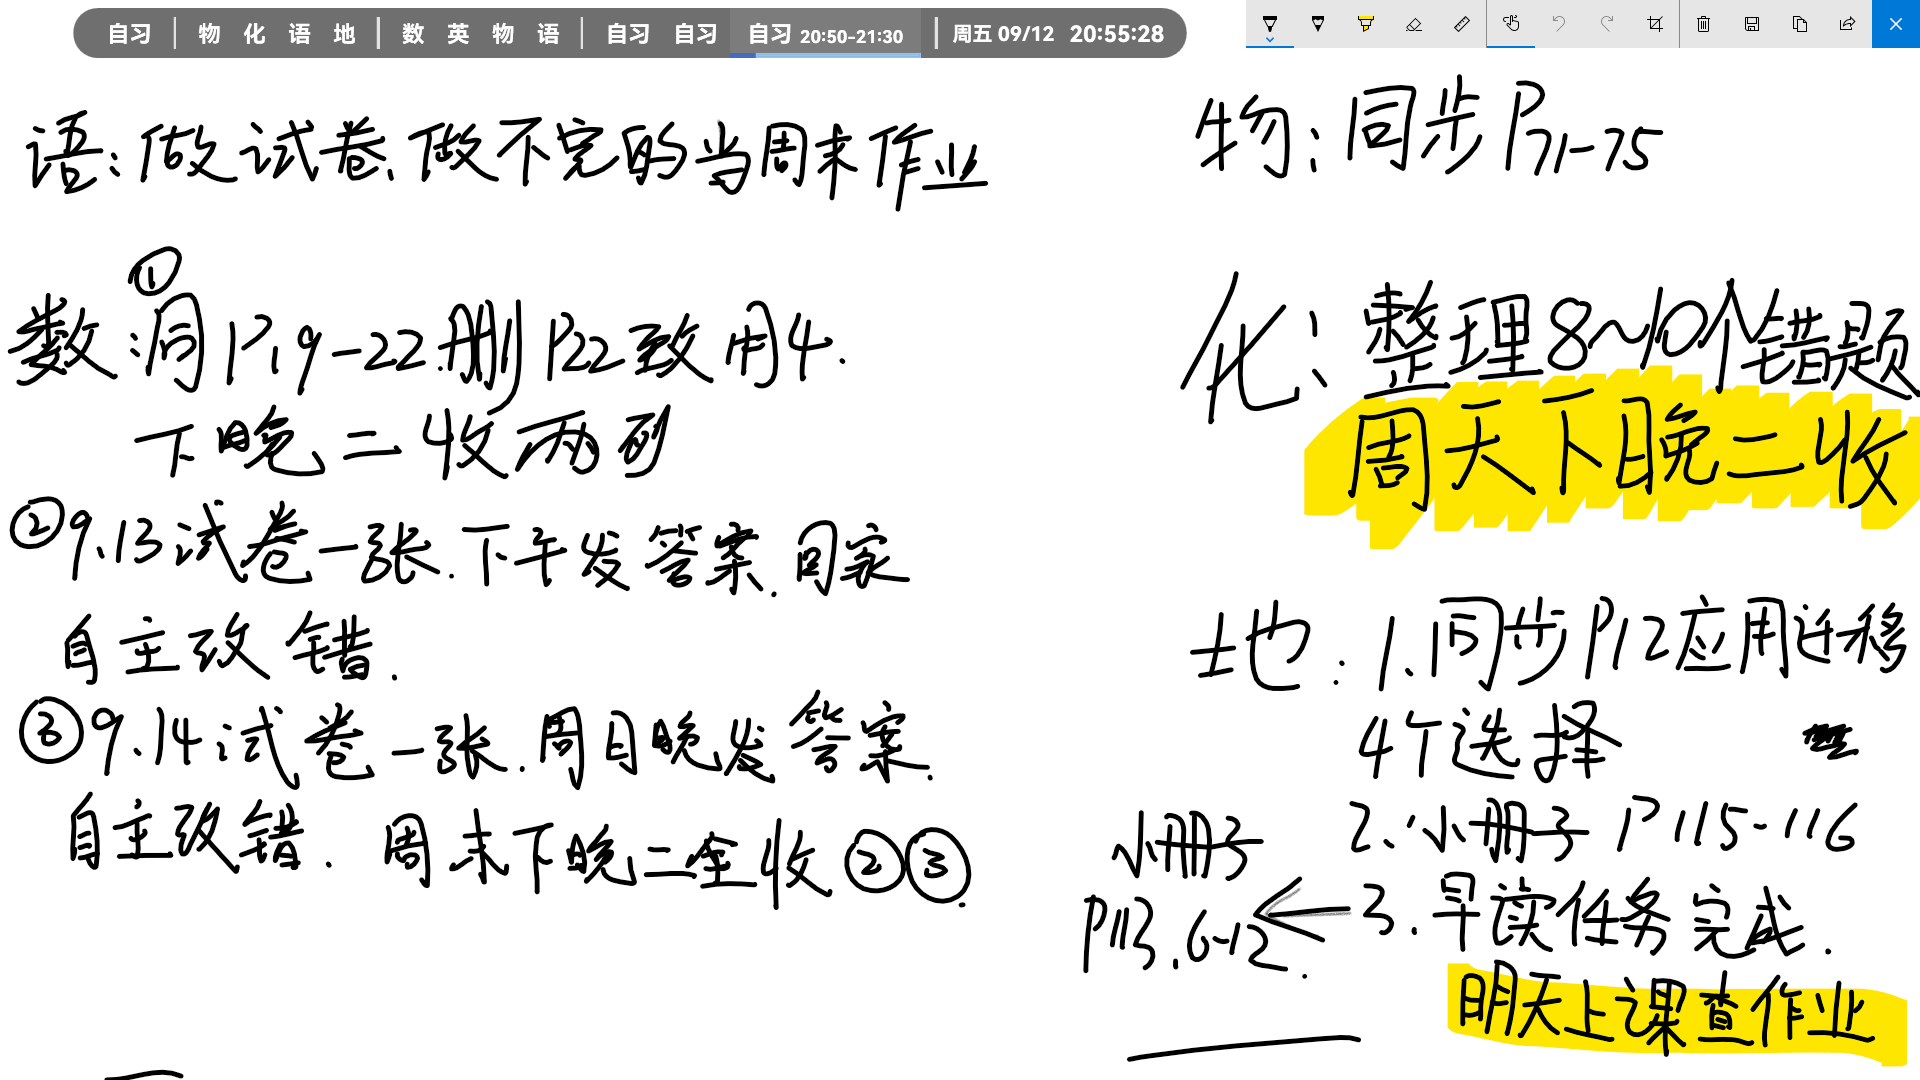 自习 | 物 化 语 地 | 数 英 物 语 | 自习 自习 自习 20:50-21:30 | 周五 09/12 20:55:28
语: 做试卷、做不完的当周末作业
数: ①同P19-22.删P22致用4.
下晚二收两列
②9.13试卷一张.下午发答案.回家
自主改错.
③9.14试卷一张.周日晚发答案.
自主改错. 周末下晚二全收②③.
物: 同步P71-75
化: 整理8~10个错题
周天下晚二收
地: 1.同步P12应用迁移
4个选择
2.小册子P115-116
3.早读任务完成.
小册子
P113.6-12.
明天上课查作业